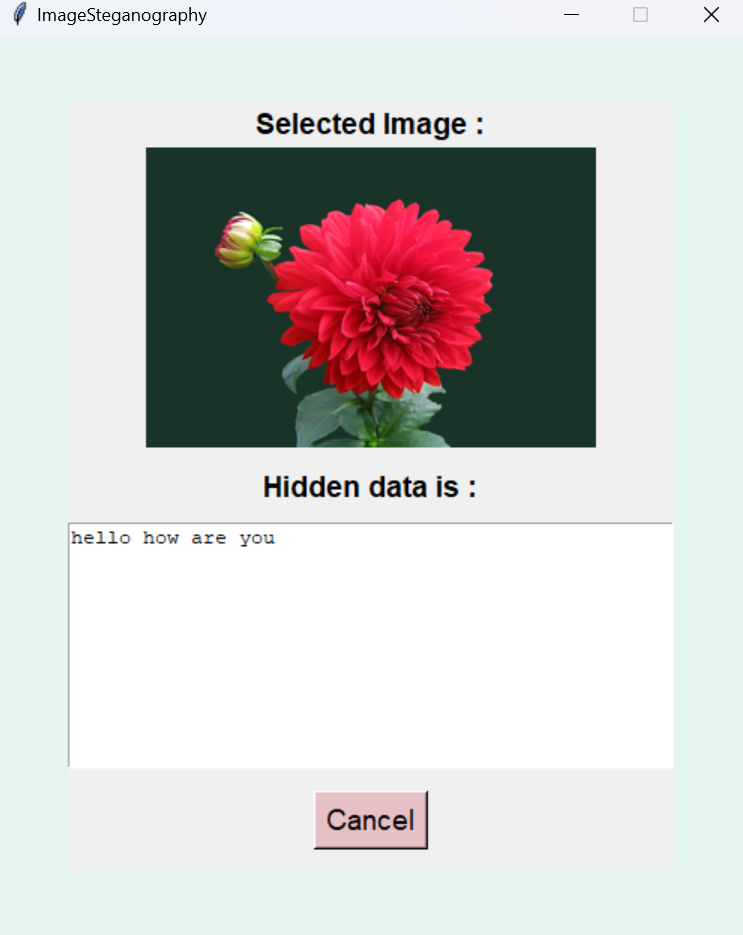 ImageSteganography
Selected Image :
Hidden data is :
hello how are you
Cancel